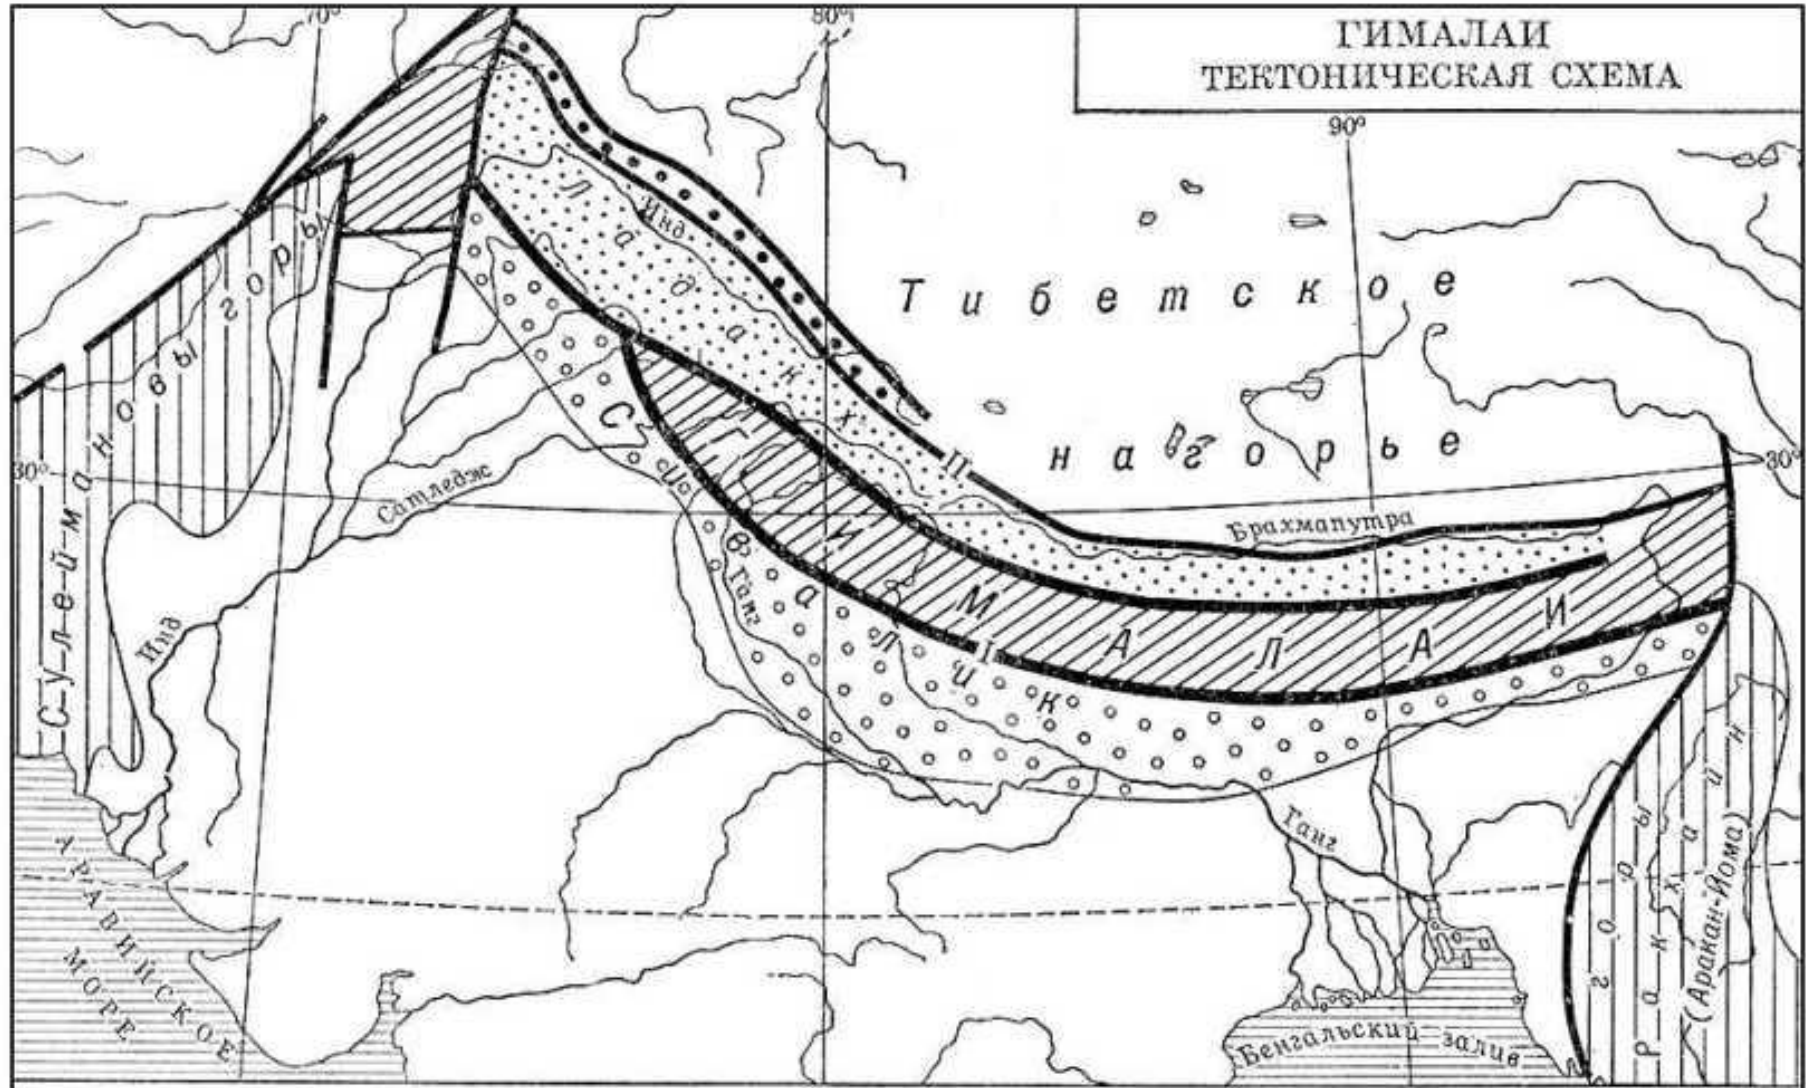 ГИМАЛАИ
ТЕКТОНИЧЕСКАЯ СХЕМА
70°
80°
90°
Инд
Ладакх
Тибетское
нагорье
Сулеймановы горы
30°
30°
Сатледж
Сивалик
II
Брахмапутра
ГИМАЛАИ
Ганг
I
Инд
Ганг
АРАВИЙСКОЕ
МОРЕ
Бенгальский залив
горы
Ракхайн
(Аракан-Йома)